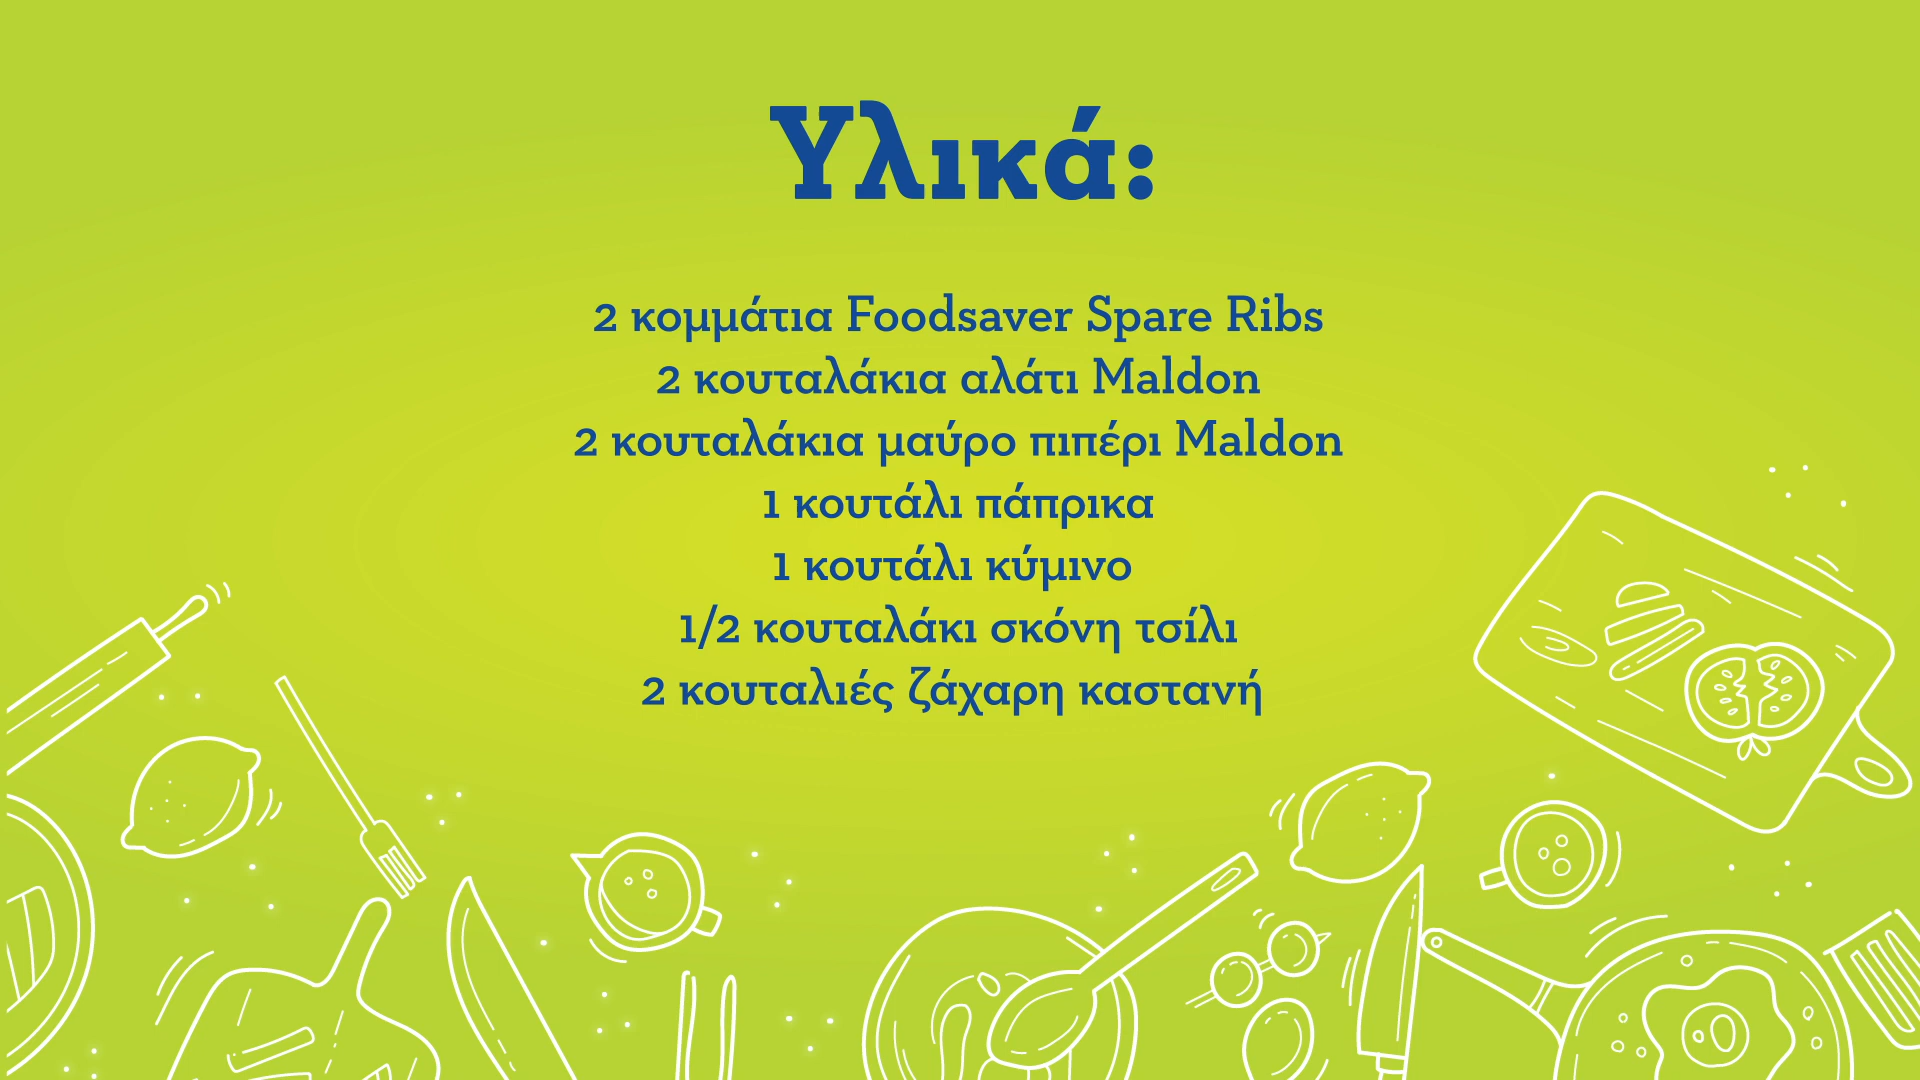 Υλικά:
2 κομμάτια Foodsaver Spare Ribs
2 κουταλάκια αλάτι Maldon
2 κουταλάκια μαύρο πιπέρι Maldon
1 κουτάλι πάπρικα
1 κουτάλι κύμινο
1/2 κουταλάκι σκόνη τσίλι
2 κουταλιές ζάχαρη καστανή